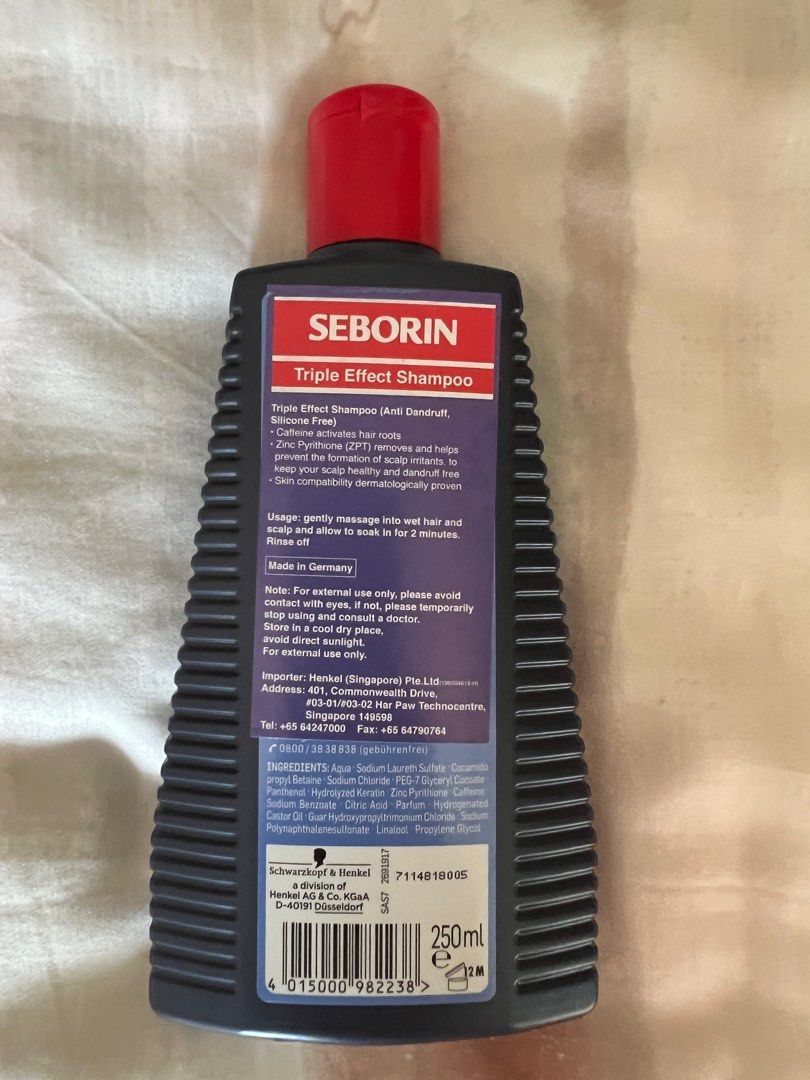 SEBORIN
Triple Effect Shampoo
Triple Effect Shampoo (Anti Dandruff,
Silicone Free)
· Caffeine activates hair roots
· Zinc Pyrithione (ZPT) removes and helps
prevent the formation of scalp irritants, to
keep your scalp healthy and dandruff free
· Skin compatibility dermatologically proven
Usage: gently massage into wet hair and
scalp and allow to soak in for 2 minutes.
Rinse off
Made in Germany
Note: For external use only, please avoid
contact with eyes, if not, please temporarily
stop using and consult a doctor.
Store in a cool dry place,
avoid direct sunlight.
For external use only.
Importer: Henkel (Singapore) Pte.Ltd
Address: 401, Commonwealth Drive,
#03-01/#03-02 Har Paw Technocentre,
Singapore 149598
Tel: +65 64247000 Fax: +65 64790764
0800 / 38 38 838 (gebührenfrei)
INGREDIENTS: Aqua · Sodium Laureth Sulfate · Cocamido
propyl Betaine · Sodium Chloride · PEG-7 Glyceryl Cocoate ·
Panthenol · Hydrolyzed Keratin · Zinc Pyrithione · Caffeine ·
Sodium Benzoate · Citric Acid · Parfum · Hydrogenated
Castor Oil · Guar Hydroxypropyltrimonium Chloride · Sodium
Polynaphthalenesulfonate · Linalool · Propylene Glycol
Schwarzkopf & Henkel
a division of
Henkel AG & Co. KGaA
D-40191 Düsseldorf
SAS7 2691917
7114818005
250ml
e
12 M
4 015000 982238 >